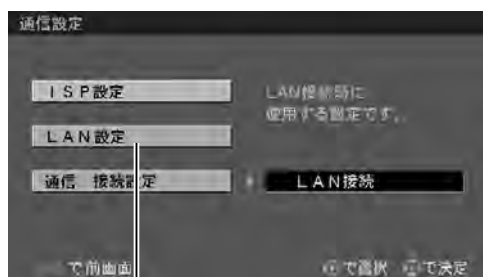 通信設定
ISP設定
LAN接続時に
使用する設定です。
LAN設定
通信 接続設定
LAN接続
で前画面
で選択 で決定